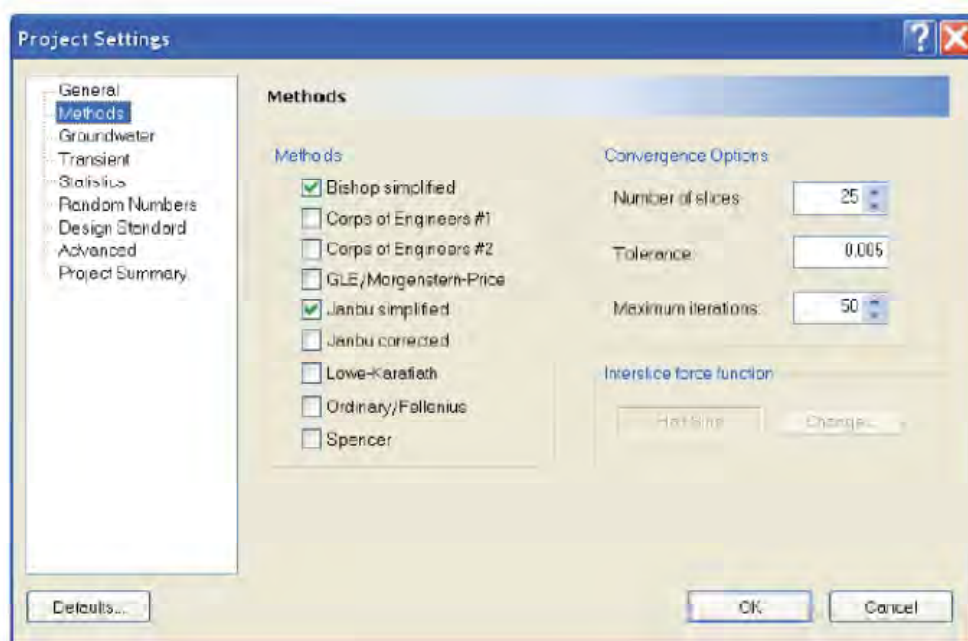 Project Settings
General
Methods
Groundwater
Transient
Statistics
Random Numbers
Design Standard
Advanced
Project Summary
Methods
Methods
Bishop simplified
Corps of Engineers #1
Corps of Engineers #2
GLE/Morgenstern-Price
Janbu simplified
Janbu corrected
Lowe-Karafiath
Ordinary/Fellenius
Spencer
Convergence Options
Number of slices 25
Tolerance: 0.005
Maximum iterations: 50
Interslice force function
Half Sine Change...
Defaults...
OK Cancel